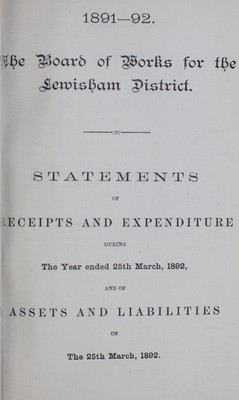 1891—92.
The Board of Works for the
Lewisham District.
STATEMENTS
OF
RECEIPTS AND EXPENDITURE
DURING
The Year ended 25th March, 1892,
AND OF
ASSETS AND LIABILITIES
ON
The 25th March, 1892.